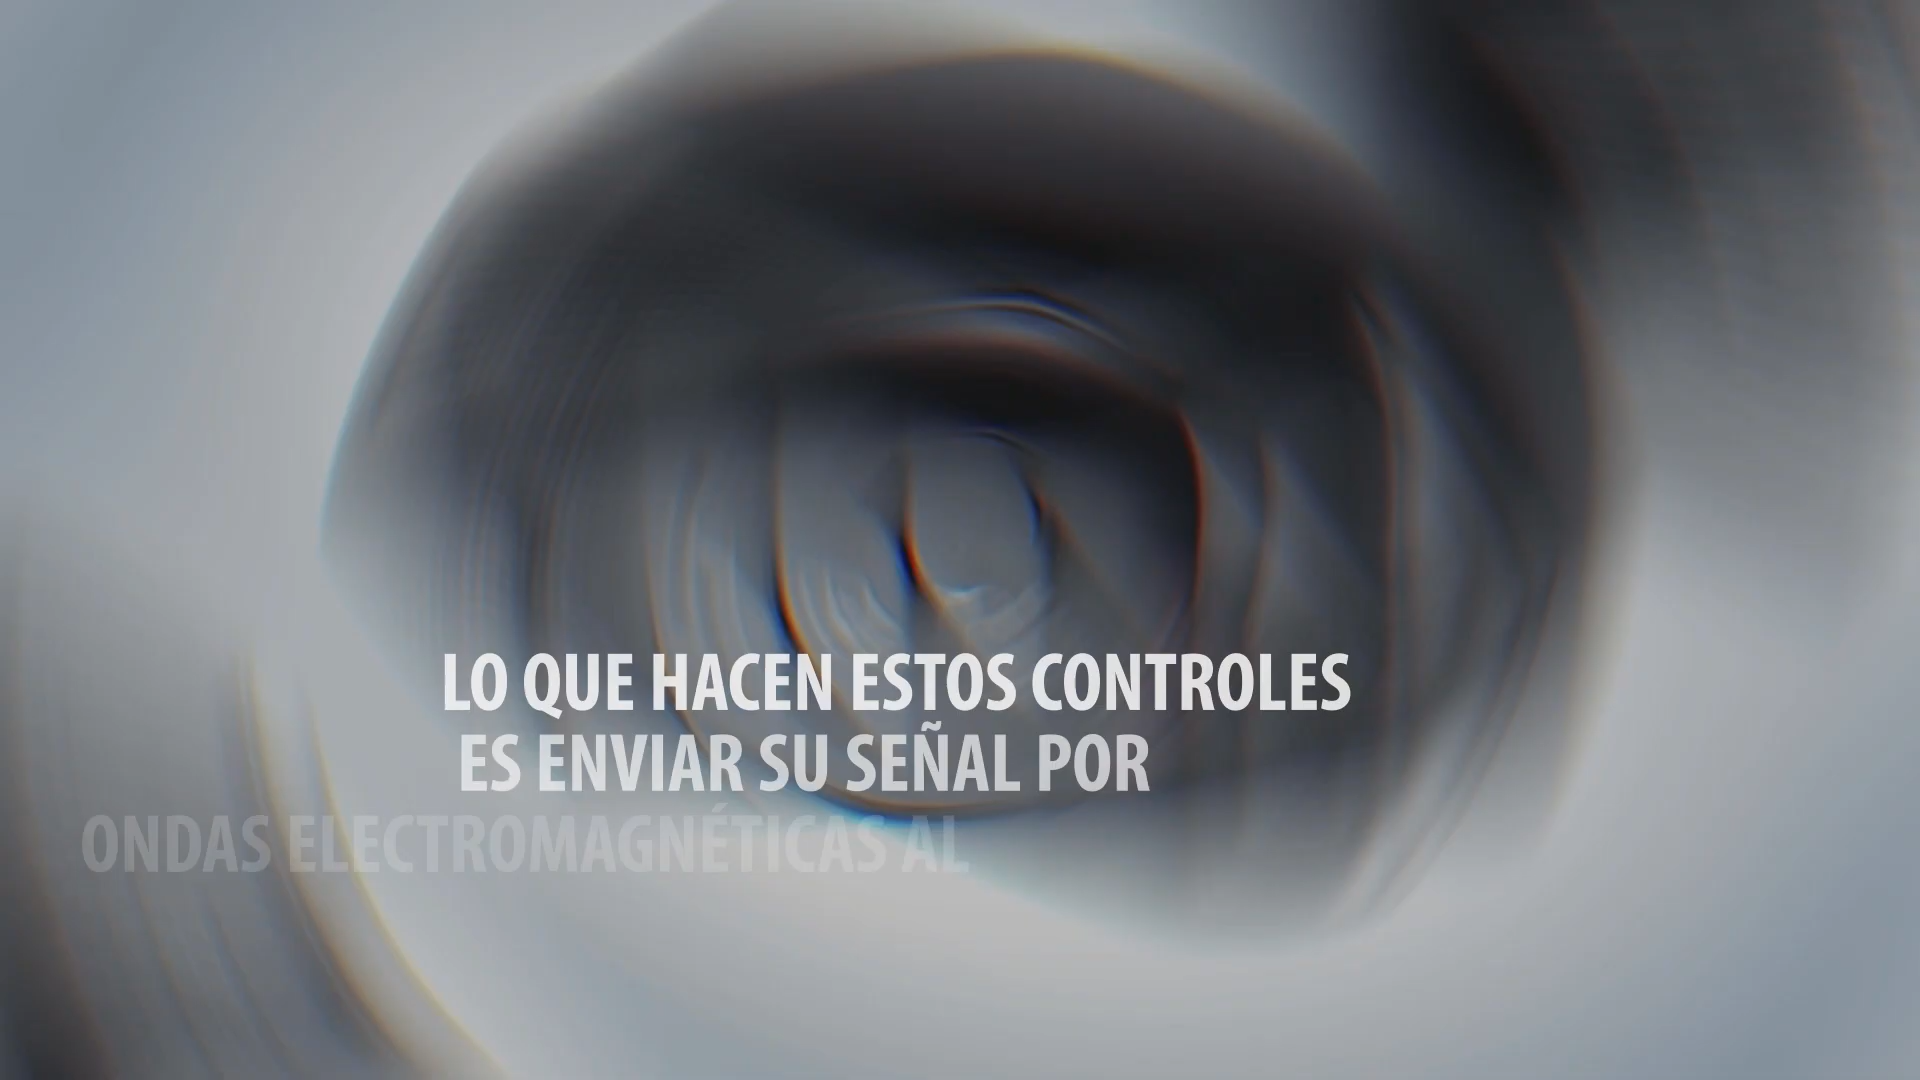 LO QUE HACEN ESTOS CONTROLES
ES ENVIAR SU SEÑAL POR
ONDAS ELECTROMAGNÉTICAS AL